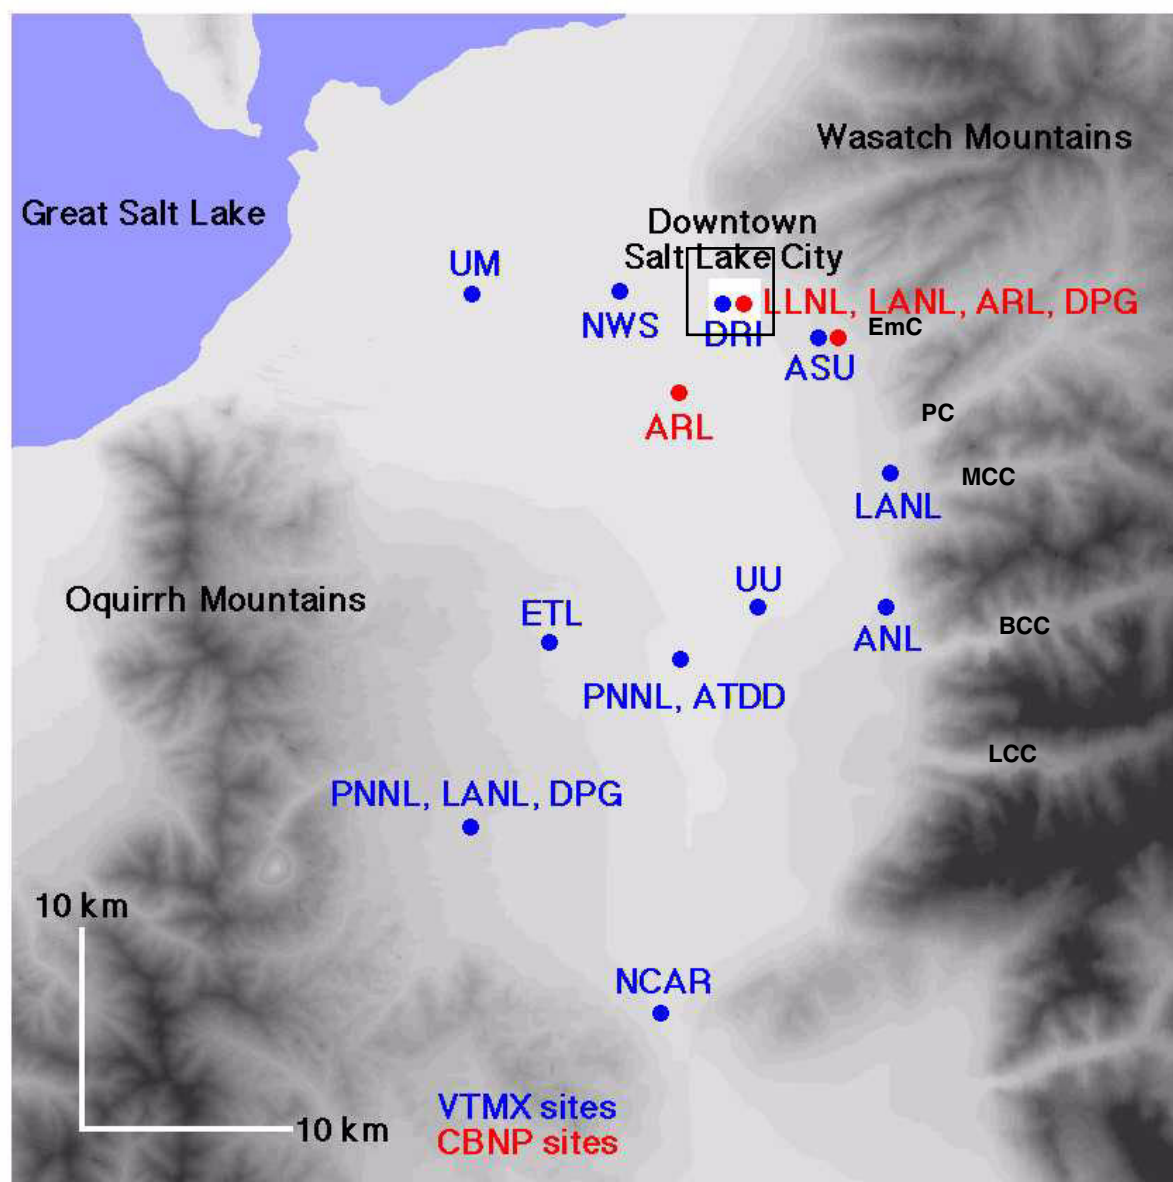 Wasatch Mountains
Great Salt Lake
Downtown
Salt Lake City
UM
NWS
DRI
LLNL, LANL, ARL, DPG
EmC
ASU
ARL
PC
MCC
LANL
Oquirrh Mountains
UU
ETL
ANL
BCC
PNNL, ATDD
LCC
PNNL, LANL, DPG
10 km
NCAR
VTMX sites
10 km
CBNP sites